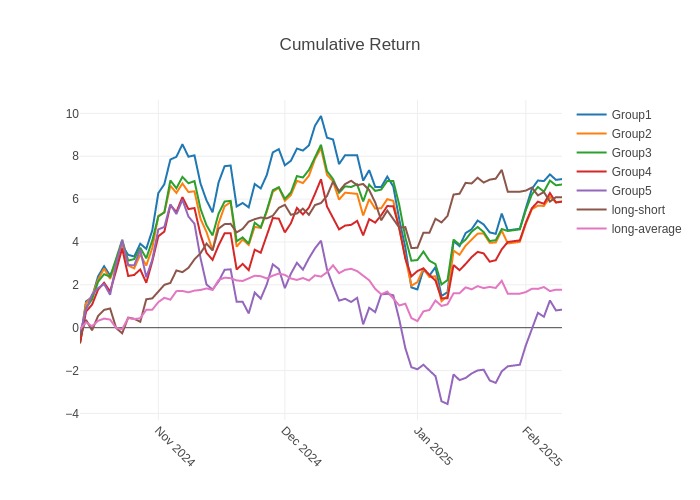 Cumulative Return
10
8
6
4
2
0
−2
−4
Nov 2024
Dec 2024
Jan 2025
Feb 2025
Group1
Group2
Group3
Group4
Group5
long-short
long-average